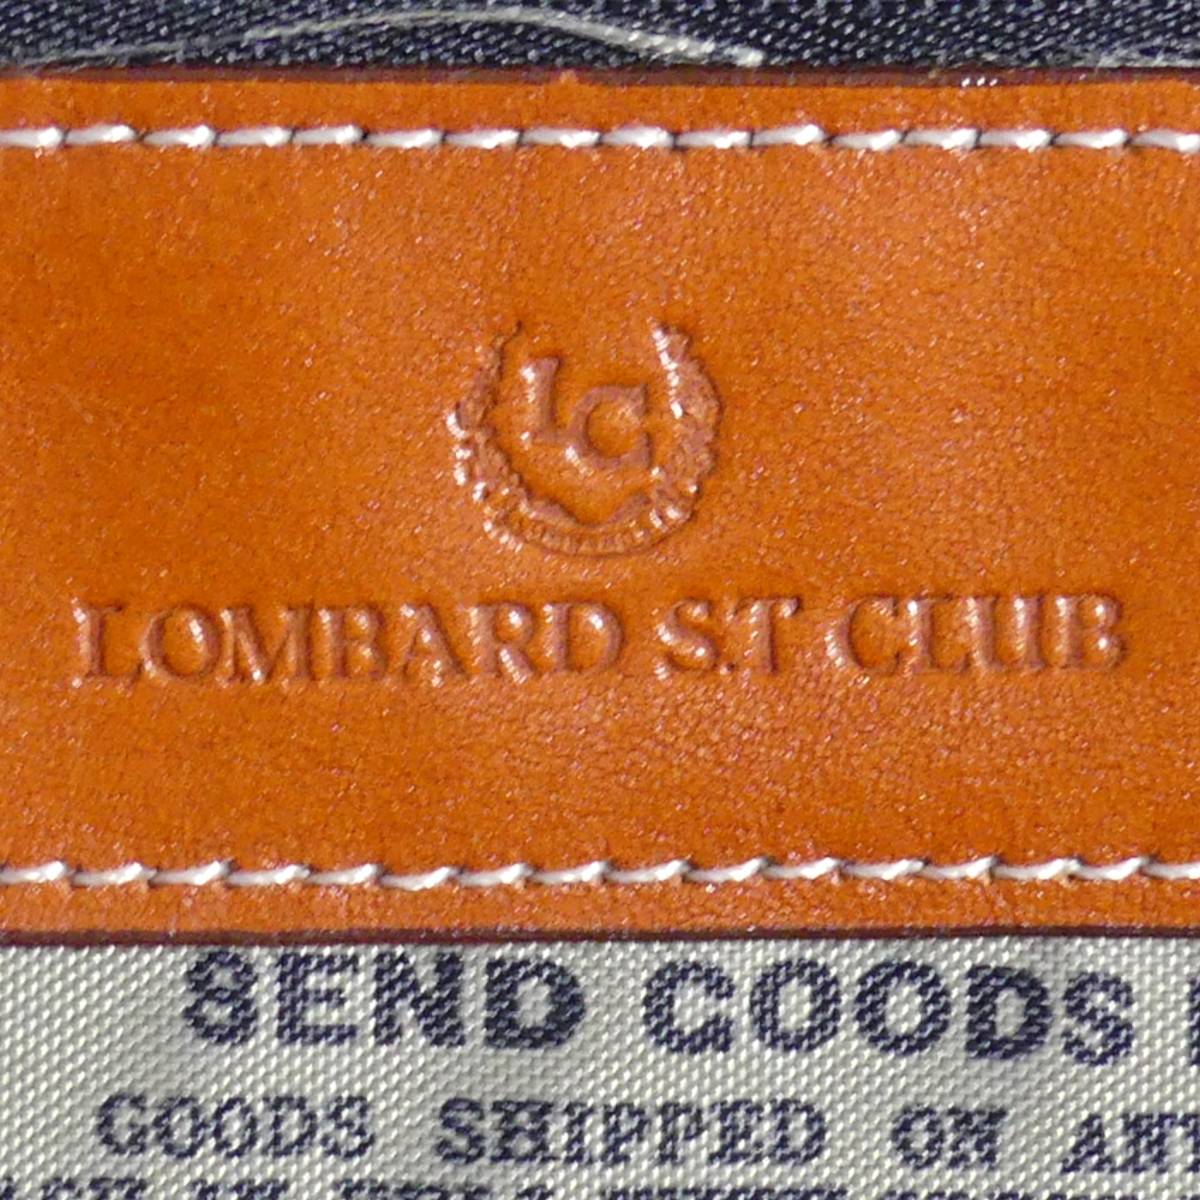 LC
LOMBARD S.T CLUB
SEND GOODS
GOODS SHIPPED ON